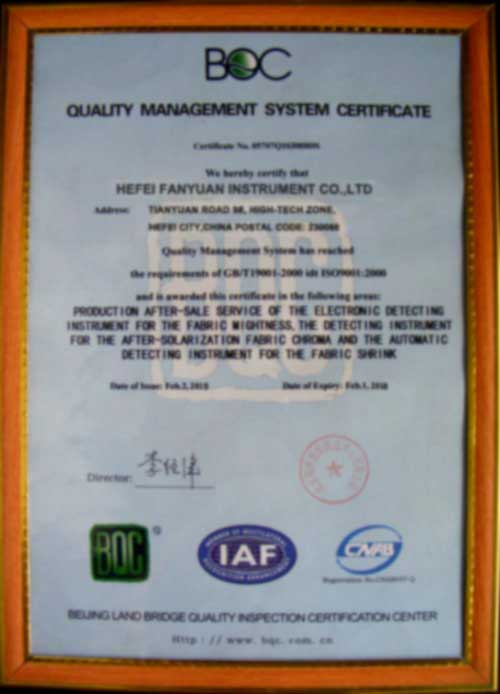 BQC
QUALITY MANAGEMENT SYSTEM CERTIFICATE
Certificate No.
We hereby certify that
HEFEI FANYUAN INSTRUMENT CO.,LTD
Address: TIANYUAN ROAD HIGH-TECH ZONE,
HEFEI CITY,CHINA POSTAL CODE:
Quality Management System has reached
the requirements of GB/T19001-2000 idt ISO9001:2000
and is awarded this certificate in the following areas:
PRODUCTION AFTER-SALE SERVICE OF THE ELECTRONIC DETECTING
INSTRUMENT FOR THE FABRIC WIGHTNESS, THE DETECTING INSTRUMENT
FOR THE AFTER-SOLARIZATION FABRIC CHROMA AND THE AUTOMATIC
DETECTING INSTRUMENT FOR THE FABRIC SHRINK
Date of Issue: Feb.2, Date of Expiry: Feb.1,
Director:
BQC ® IAF CNAB
BEIJING LAND BRIDGE QUALITY INSPECTION CERTIFICATION CENTER
Http://www.bqc.com.cn